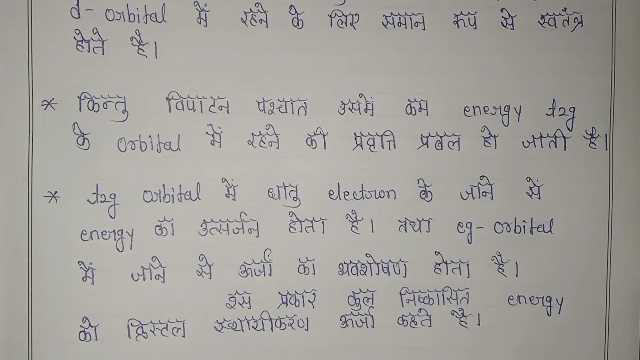 d- orbital में रहने के लिए समान रूप से स्वतंत्र
होते है।
* किन्तु विपाटन पश्चात उसमें कम energy t2g
के orbital में रहने की प्रवृत्ति प्रबल हो जाती है।
* t2g orbital में धातु electron के जाने से
energy का उत्सर्जन होता है। तथा eg- orbital
में जाने से ऊर्जा का अवशोषण होता है।
इस प्रकार कुल निष्कासित energy
को क्रिस्टल स्थायीकरण ऊर्जा कहते है।